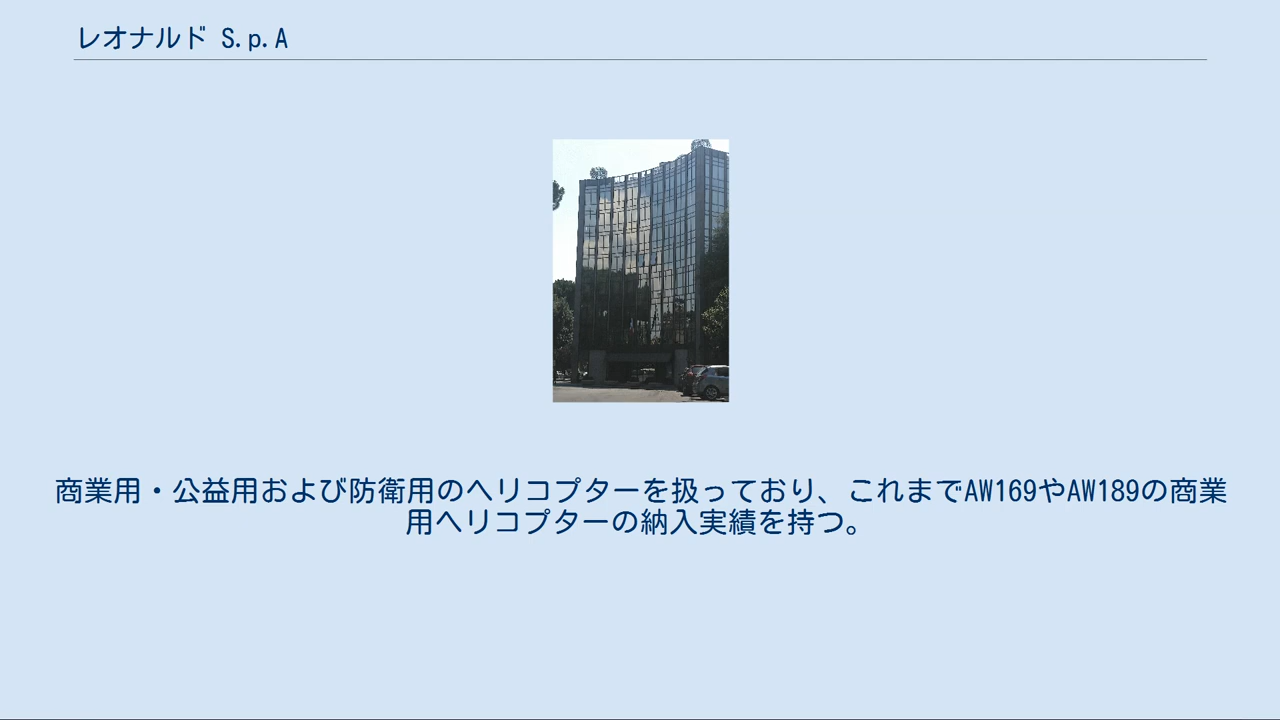 レオナルド S.p.A
商業用・公益用および防衛用のヘリコプターを扱っており、これまでAW169やAW189の商業
用ヘリコプターの納入実績を持つ。